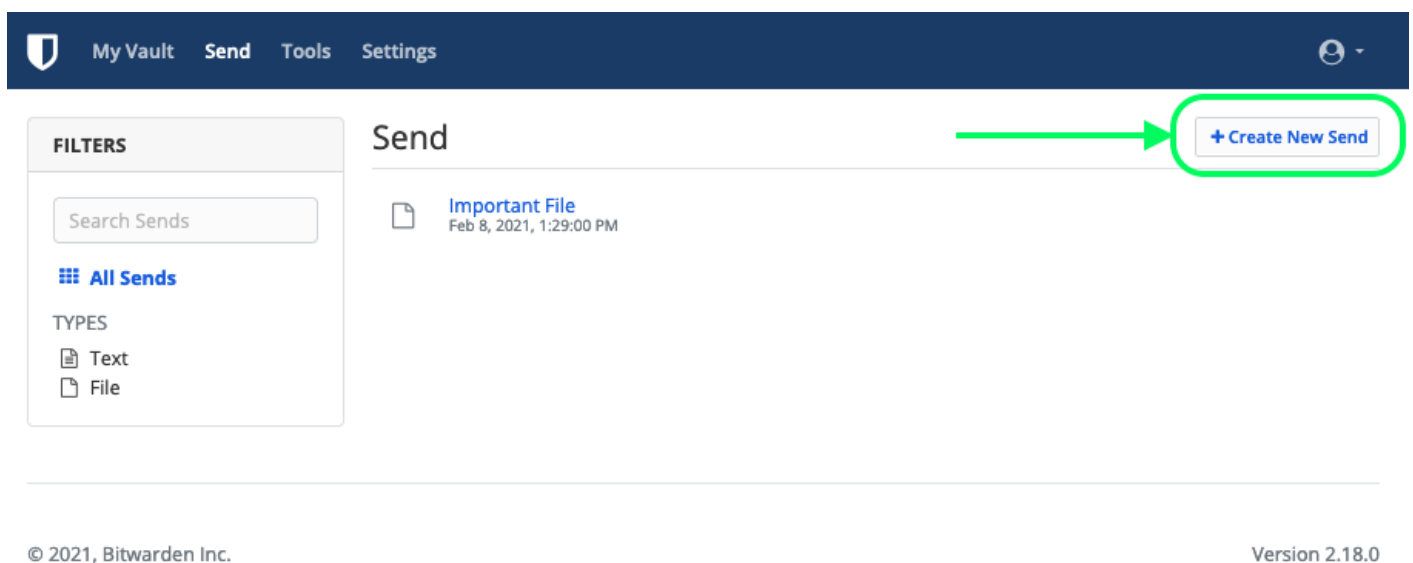 My Vault Send Tools Settings
FILTERS
Search Sends
All Sends
TYPES
Text
File
Send
+ Create New Send
Important File
Feb 8, 2021, 1:29:00 PM
© 2021, Bitwarden Inc.
Version 2.18.0